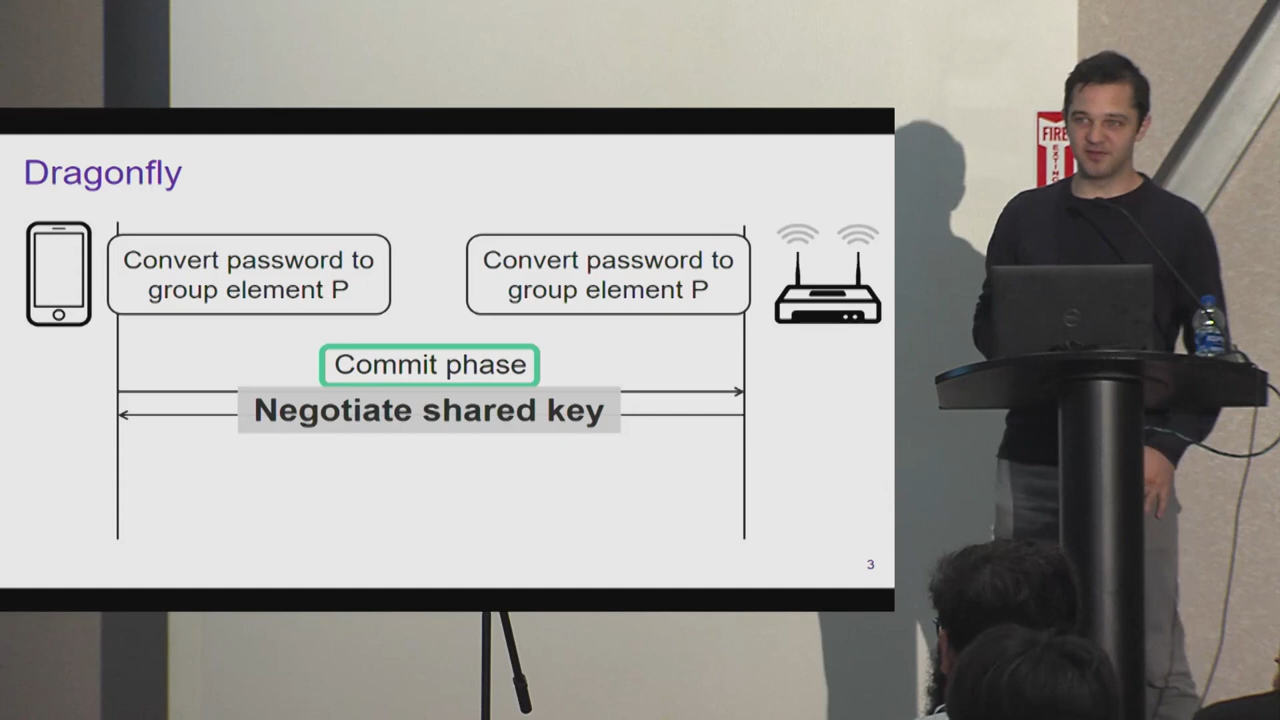 Dragonfly
Convert password to
group element P
Convert password to
group element P
Commit phase
Negotiate shared key
3
FIRE